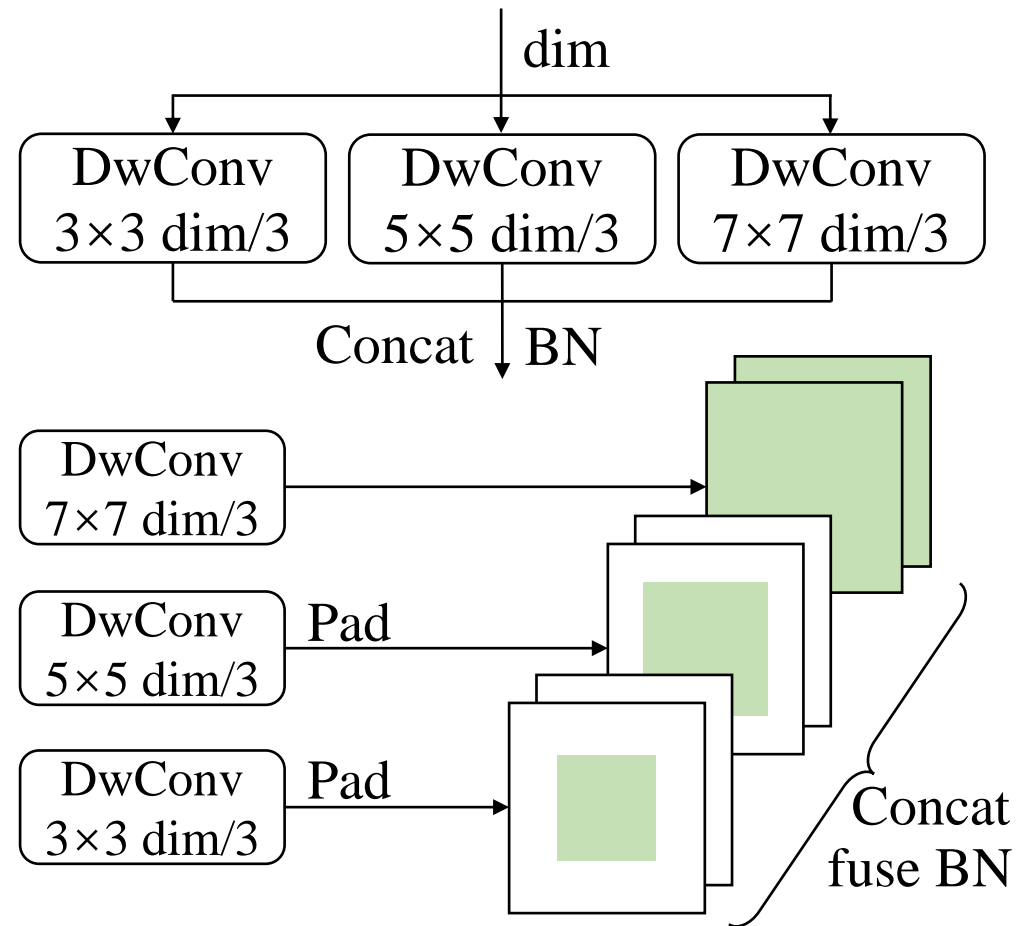 dim
DwConv
3×3 dim/3
DwConv
5×5 dim/3
DwConv
7×7 dim/3
Concat
BN
DwConv
7×7 dim/3
DwConv
5×5 dim/3
Pad
DwConv
3×3 dim/3
Pad
Concat
fuse BN